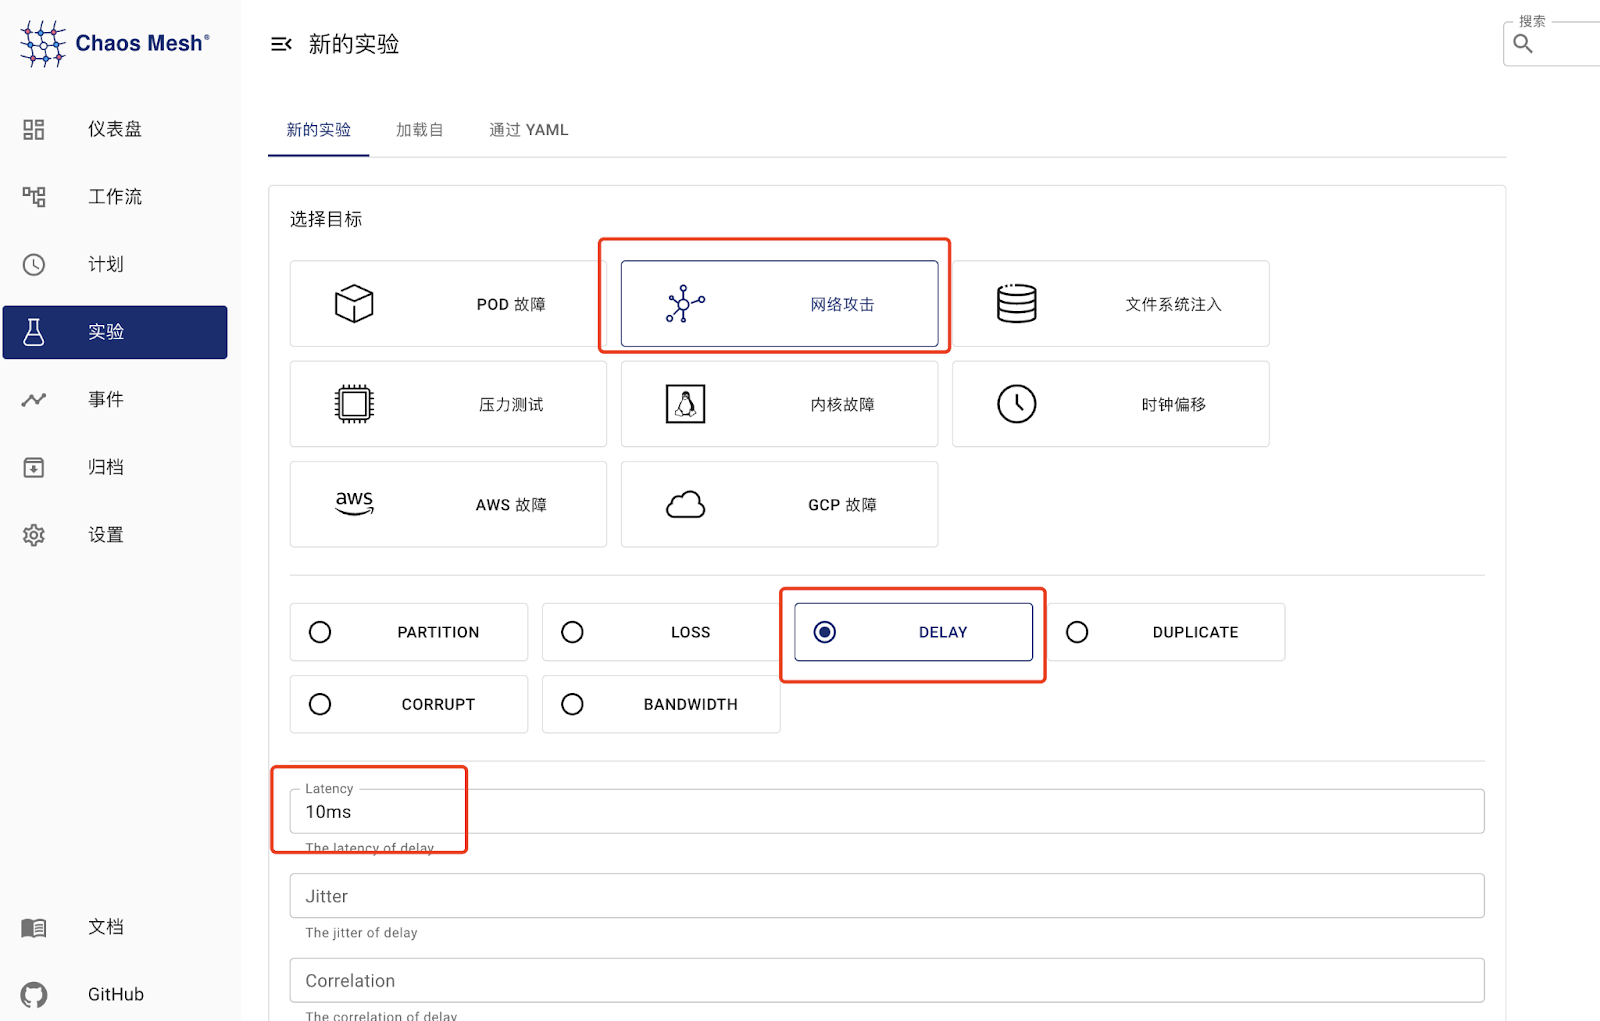 Chaos Mesh®
新的实验
搜索
仪表盘
工作流
计划
实验
事件
归档
设置
文档
GitHub
新的实验
加载自
通过 YAML
选择目标
POD 故障
网络攻击
文件系统注入
压力测试
内核故障
时钟偏移
aws
AWS 故障
GCP 故障
PARTITION
LOSS
DELAY
DUPLICATE
CORRUPT
BANDWIDTH
Latency
10ms
The latency of delay
Jitter
The jitter of delay
Correlation
The correlation of delay